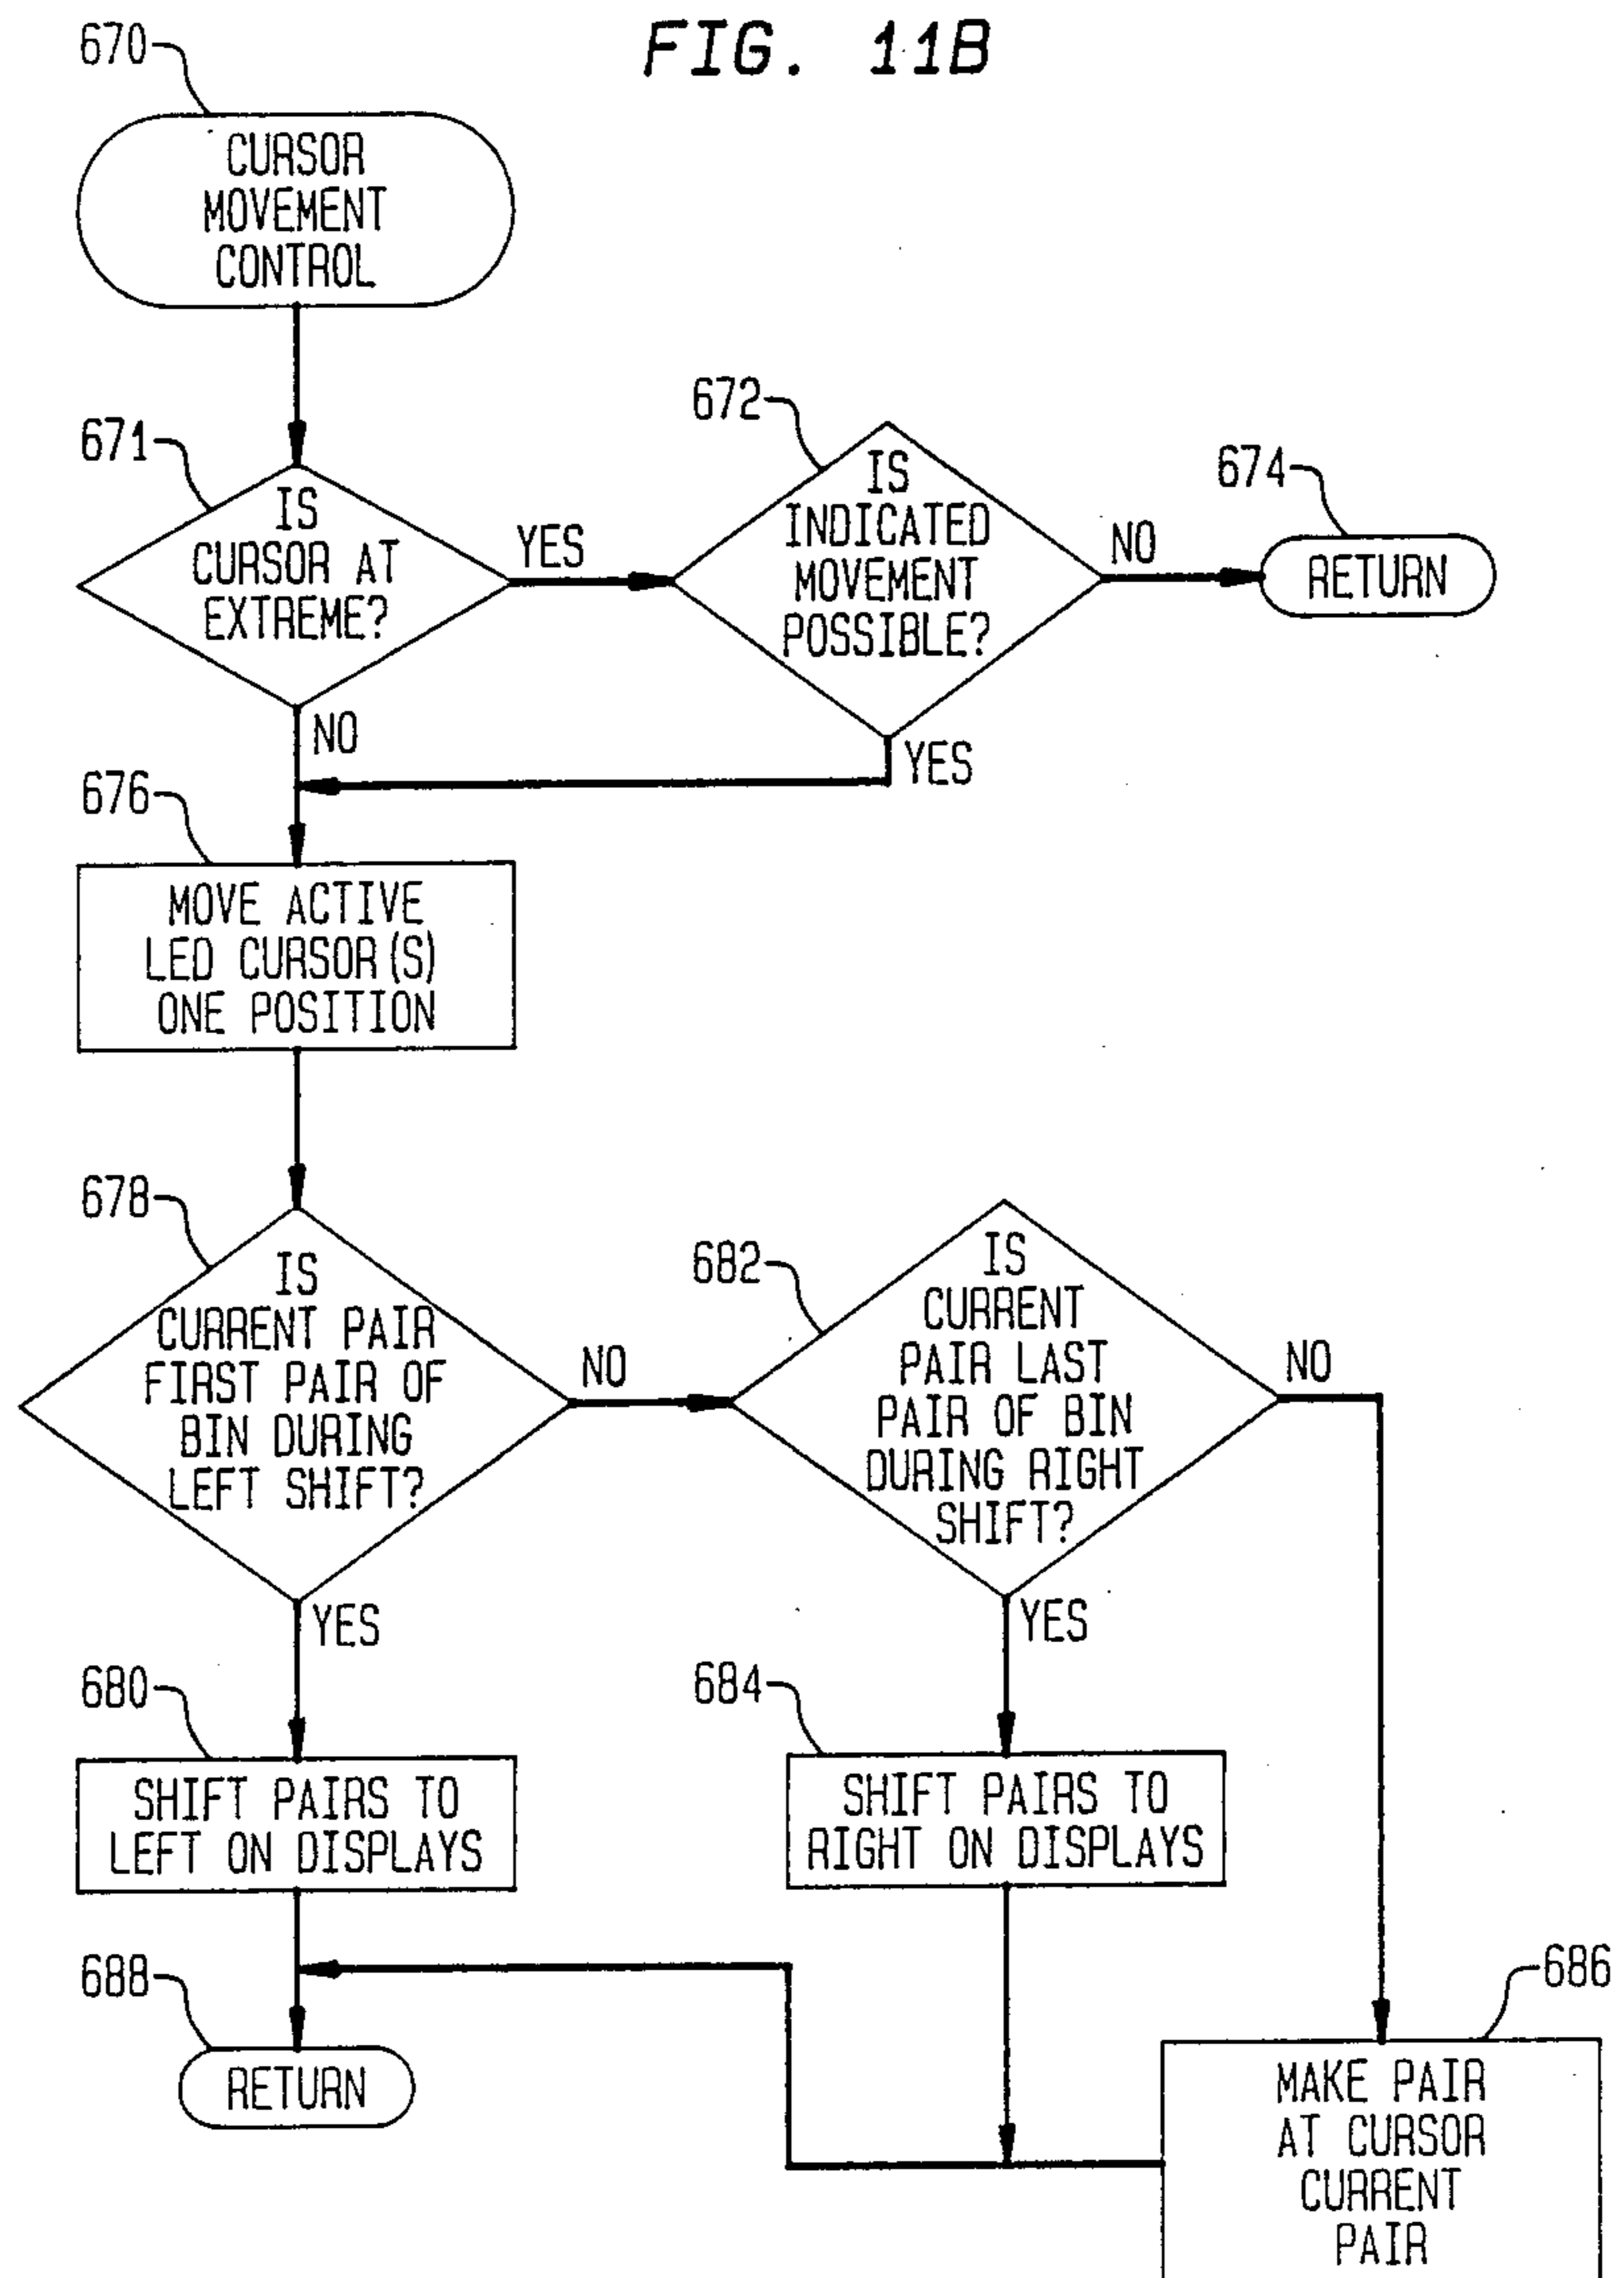 FIG. 11B
670
CURSOR
MOVEMENT
CONTROL
671
IS
CURSOR AT
EXTREME?
YES
NO
672
IS
INDICATED
MOVEMENT
POSSIBLE?
NO
YES
674
RETURN
676
MOVE ACTIVE
LED CURSOR(S)
ONE POSITION
678
IS
CURRENT PAIR
FIRST PAIR OF
BIN DURING
LEFT SHIFT?
NO
YES
682
IS
CURRENT
PAIR LAST
PAIR OF BIN
DURING RIGHT
SHIFT?
NO
YES
680
SHIFT PAIRS TO
LEFT ON DISPLAYS
684
SHIFT PAIRS TO
RIGHT ON DISPLAYS
686
MAKE PAIR
AT CURSOR
CURRENT
PAIR
688
RETURN